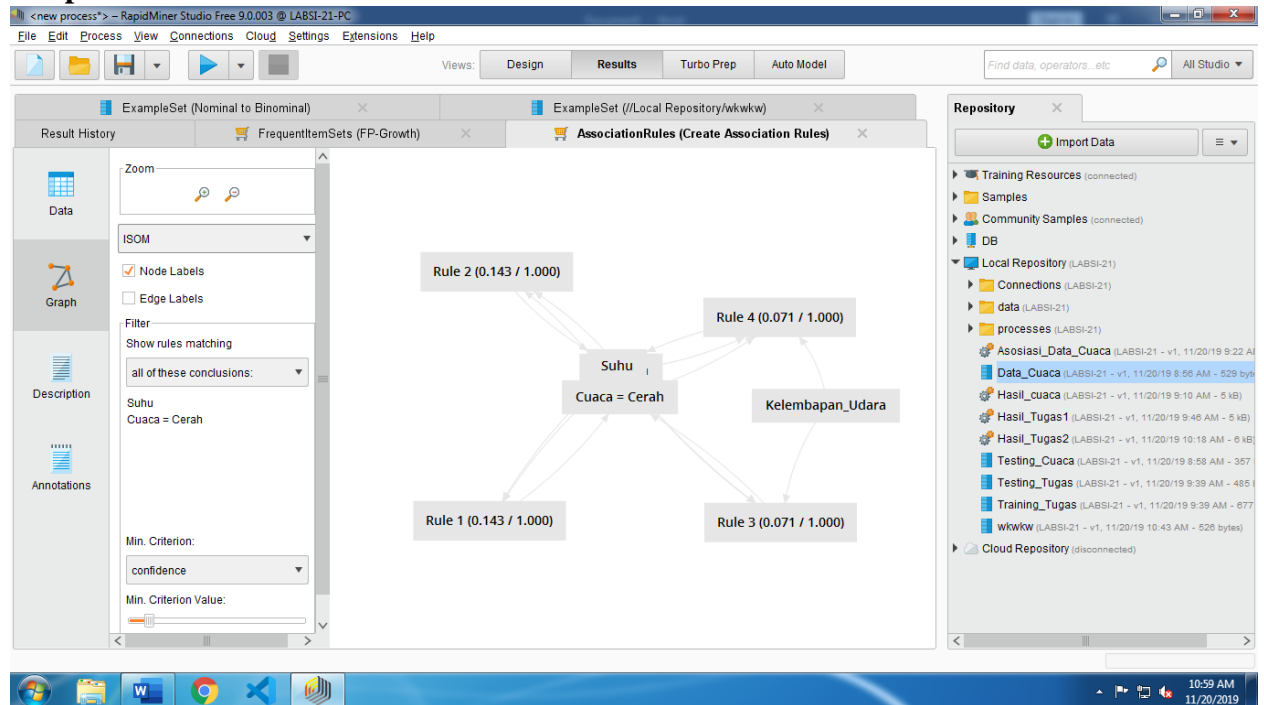 <new process*> – RapidMiner Studio Free 9.0.003 @ LABSI-21-PC
File Edit Process View Connections Cloud Settings Extensions Help
Views: Design Results Turbo Prep Auto Model
Find data, operators...etc
All Studio
ExampleSet (Nominal to Binominal)
ExampleSet (//Local Repository/wkwkw)
Result History
FrequentItemSets (FP-Growth)
AssociationRules (Create Association Rules)
Data
Graph
Description
Annotations
Zoom
ISOM
Node Labels
Edge Labels
Filter
Show rules matching
all of these conclusions:
Suhu
Cuaca = Cerah
Min. Criterion:
confidence
Min. Criterion Value:
Rule 2 (0.143 / 1.000)
Rule 4 (0.071 / 1.000)
Suhu
Cuaca = Cerah
Kelembapan_Udara
Rule 1 (0.143 / 1.000)
Rule 3 (0.071 / 1.000)
Repository
Import Data
Training Resources (connected)
Samples
Community Samples (connected)
DB
Local Repository (LABSI-21)
Connections (LABSI-21)
data (LABSI-21)
processes (LABSI-21)
Asosiasi_Data_Cuaca (LABSI-21 - v1, 11/20/19 9:22 A
Data_Cuaca (LABSI-21 - v1, 11/20/19 8:56 AM - 529 byt
Hasil_cuaca (LABSI-21 - v1, 11/20/19 9:10 AM - 5 kB)
Hasil_Tugas1 (LABSI-21 - v1, 11/20/19 9:46 AM - 5 kB)
Hasil_Tugas2 (LABSI-21 - v1, 11/20/19 10:18 AM - 6 kB
Testing_Cuaca (LABSI-21 - v1, 11/20/19 8:58 AM - 357
Testing_Tugas (LABSI-21 - v1, 11/20/19 9:39 AM - 485
Training_Tugas (LABSI-21 - v1, 11/20/19 9:39 AM - 677
wkwkw (LABSI-21 - v1, 11/20/19 10:43 AM - 526 bytes)
Cloud Repository (disconnected)
10:59 AM
11/20/2019